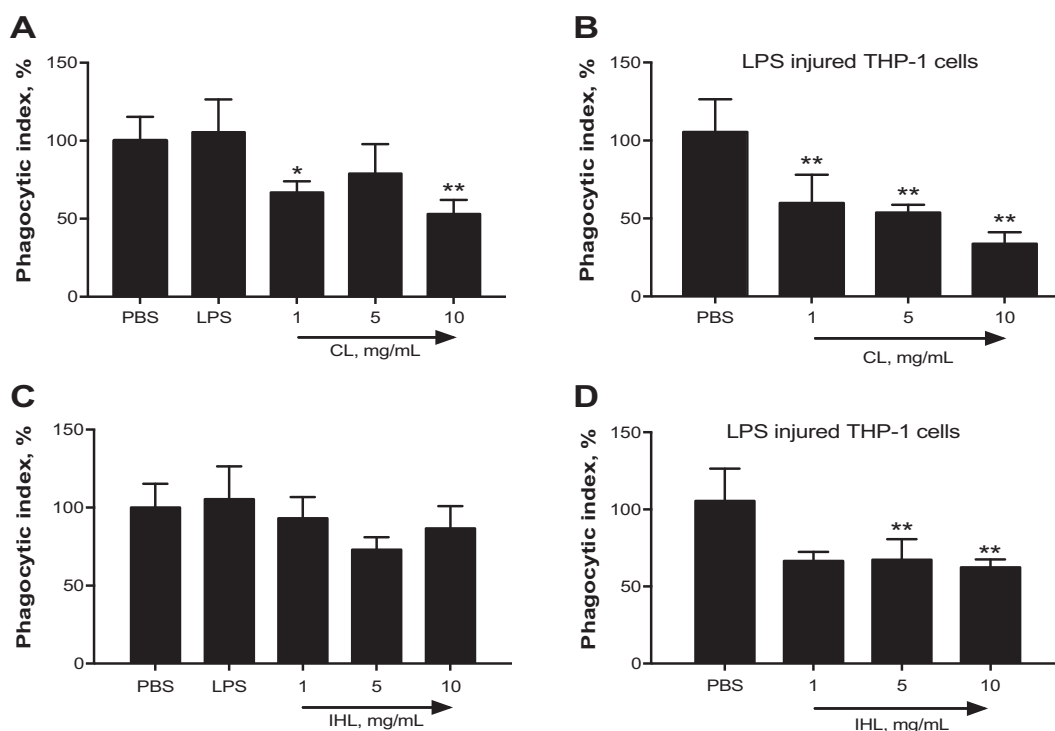 A
Phagocytic index, %
150
100
50
0
*
**
PBS LPS 1 5 10
CL, mg/mL
B
LPS injured THP-1 cells
Phagocytic index, %
150
100
50
0
**
**
**
PBS 1 5 10
CL, mg/mL
C
Phagocytic index, %
150
100
50
0
PBS LPS 1 5 10
IHL, mg/mL
D
LPS injured THP-1 cells
Phagocytic index, %
150
100
50
0
**
**
PBS 1 5 10
IHL, mg/mL